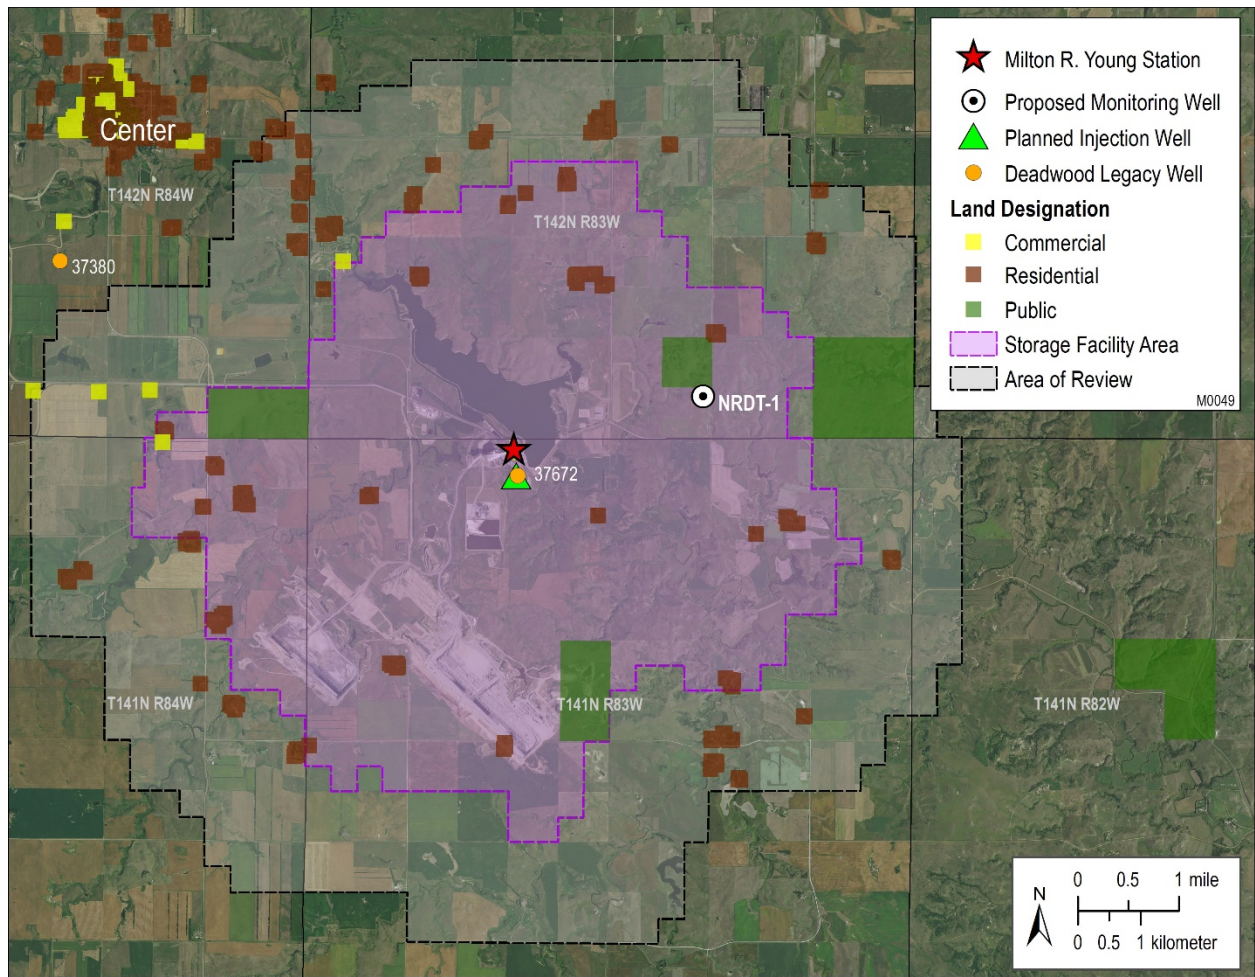 Milton R. Young Station
Proposed Monitoring Well
Planned Injection Well
Deadwood Legacy Well
Land Designation
Commercial
Residential
Public
Storage Facility Area
Area of Review
M0049
Center
T142N R84W
T142N R83W
37380
NRDT-1
37672
T141N R84W
T141N R83W
T141N R82W
N
0 0.5 1 mile
0 0.5 1 kilometer